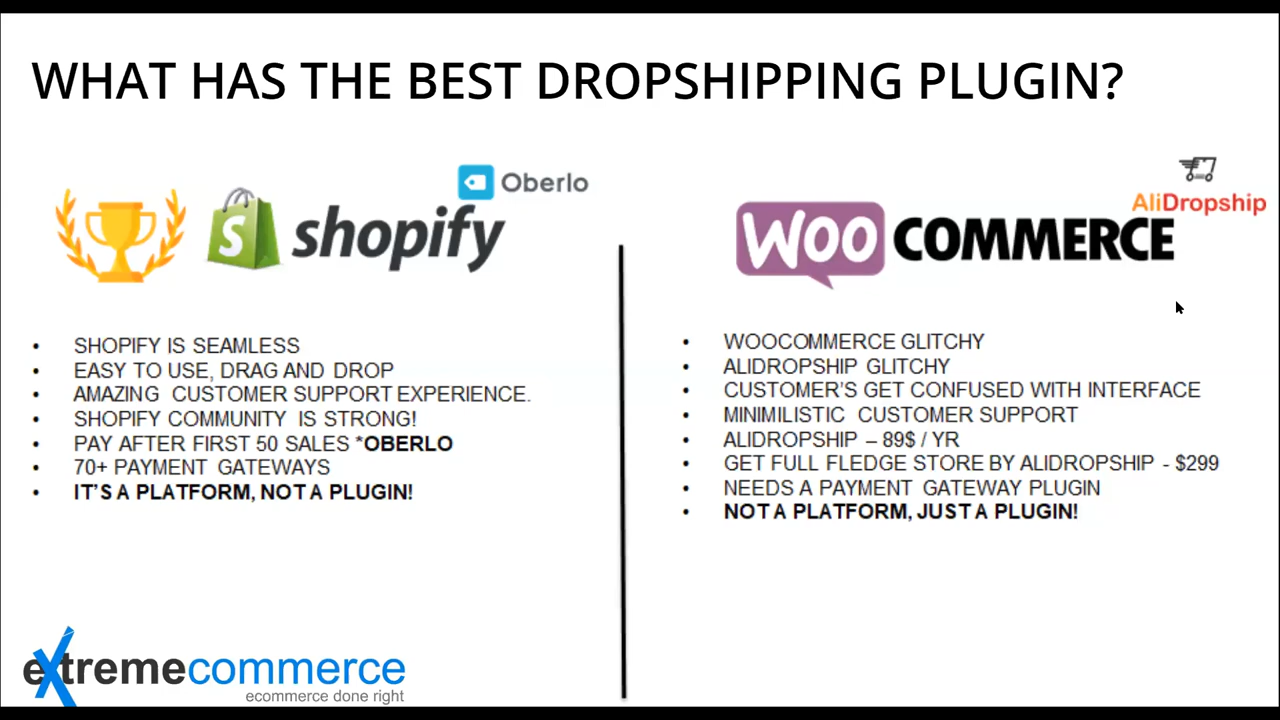 WHAT HAS THE BEST DROPSHIPPING PLUGIN?
Oberlo
S shopify
• SHOPIFY IS SEAMLESS
• EASY TO USE, DRAG AND DROP
• AMAZING CUSTOMER SUPPORT EXPERIENCE.
• SHOPIFY COMMUNITY IS STRONG!
• PAY AFTER FIRST 50 SALES *OBERLO
• 70+ PAYMENT GATEWAYS
• IT'S A PLATFORM, NOT A PLUGIN!
AliDropship
WOO COMMERCE
• WOOCOMMERCE GLITCHY
• ALIDROPSHIP GLITCHY
• CUSTOMER'S GET CONFUSED WITH INTERFACE
• MINIMILISTIC CUSTOMER SUPPORT
• ALIDROPSHIP – 89$ / YR
• GET FULL FLEDGE STORE BY ALIDROPSHIP - $299
• NEEDS A PAYMENT GATEWAY PLUGIN
• NOT A PLATFORM, JUST A PLUGIN!
extremecommerce
ecommerce done right